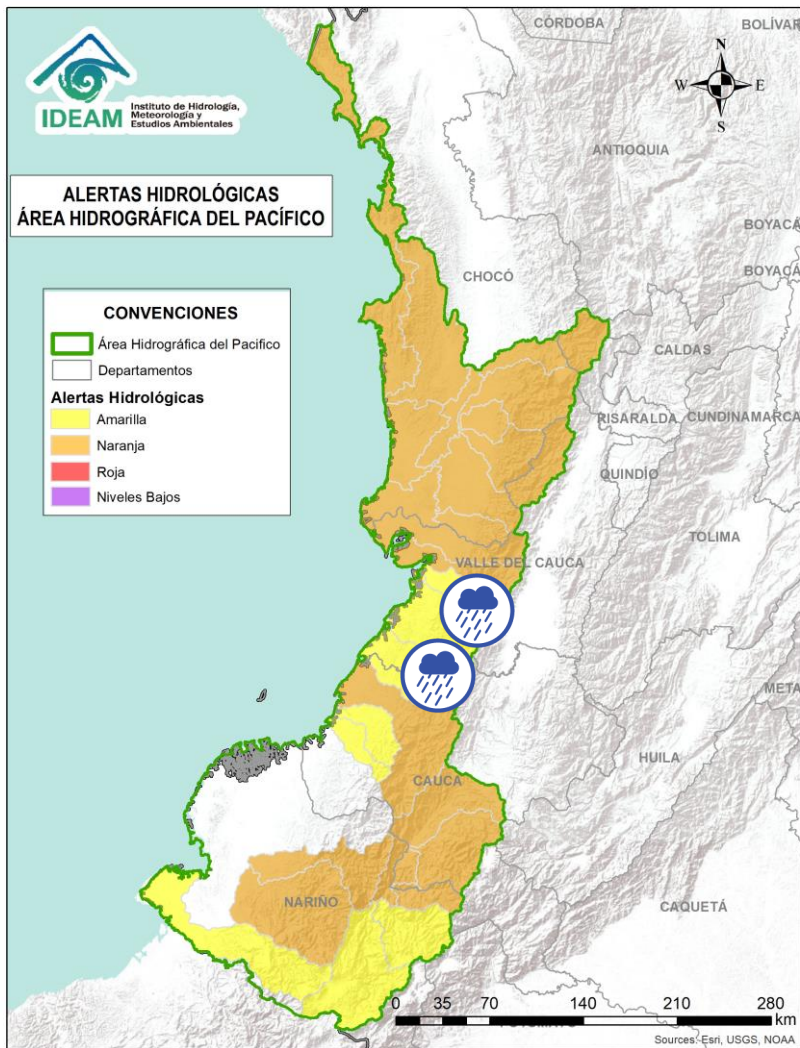 IDEAM
Instituto de Hidrología,
Meteorología y
Estudios Ambientales
ALERTAS HIDROLÓGICAS
ÁREA HIDROGRÁFICA DEL PACÍFICO
CONVENCIONES
Área Hidrográfica del Pacifico
Departamentos
Alertas Hidrológicas
Amarilla
Naranja
Roja
Niveles Bajos
N
W
E
S
CÓRDOBA
BOLÍVAR
ANTIOQUIA
BOYACÁ
BOYACÁ
CHOCÓ
CALDAS
RISARALDA
CUNDINAMARCA
QUINDÍO
TOLIMA
VALLE DEL CAUCA
META
HUILA
CAUCA
NARIÑO
CAQUETÁ
0 35 70 140 210 280
km
Sources: Esri, USGS, NOAA